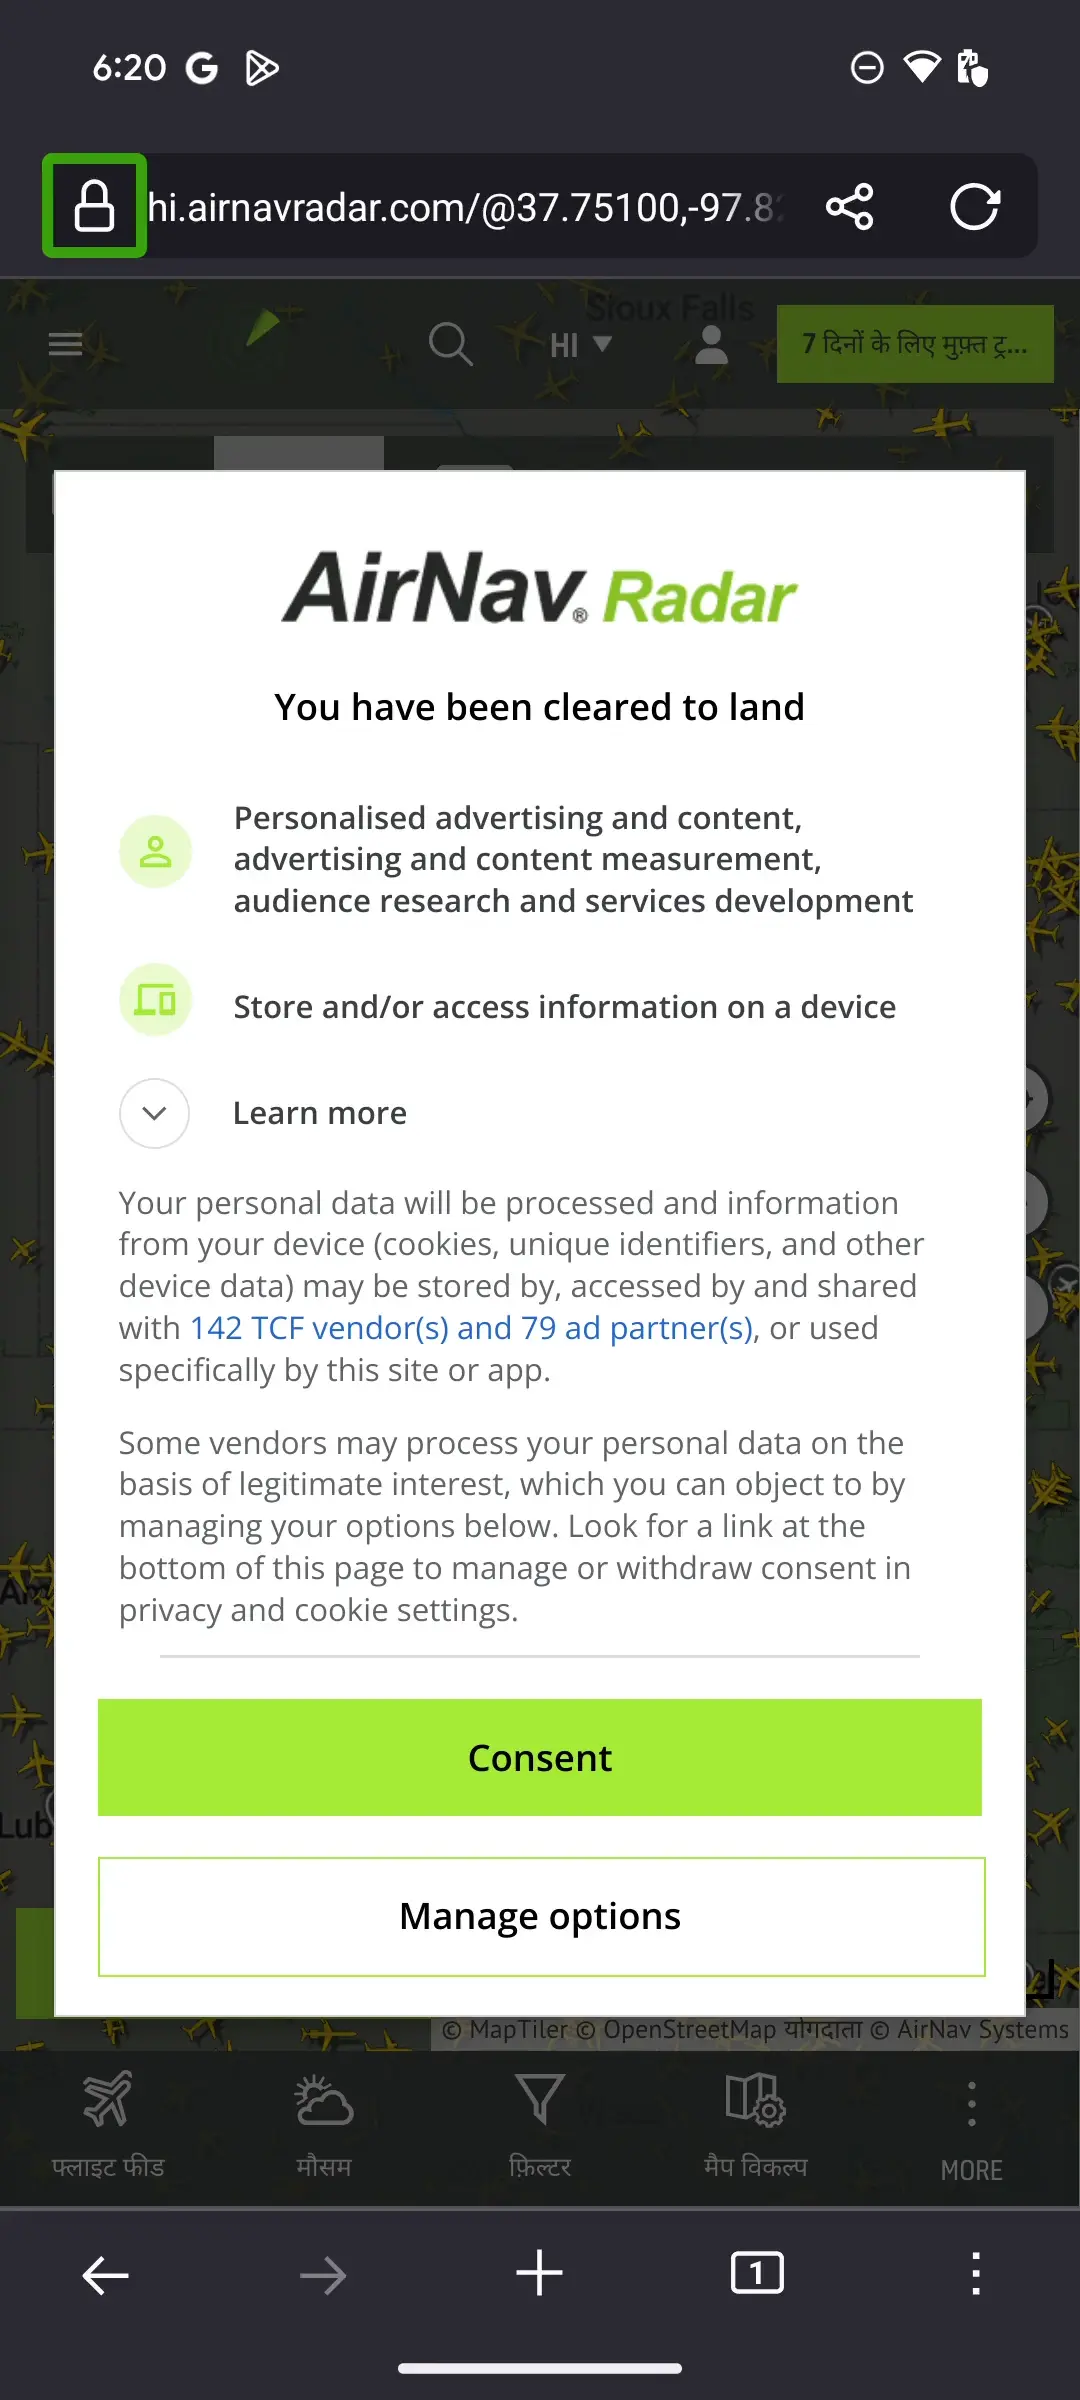 6:20
hi.airnavradar.com/@37.75100,-97.8
Sioux Falls
HI
7 दिनों के लिए मुफ़्त ट्र...
AirNav® Radar
You have been cleared to land
Personalised advertising and content,
advertising and content measurement,
audience research and services development
Store and/or access information on a device
Learn more
Your personal data will be processed and information
from your device (cookies, unique identifiers, and other
device data) may be stored by, accessed by and shared
with 142 TCF vendor(s) and 79 ad partner(s), or used
specifically by this site or app.
Some vendors may process your personal data on the
basis of legitimate interest, which you can object to by
managing your options below. Look for a link at the
bottom of this page to manage or withdraw consent in
privacy and cookie settings.
Consent
Lub
Manage options
© MapTiler © OpenStreetMap योगदाता © AirNav Systems
फ्लाइट फीड
मौसम
फ़िल्टर
मैप विकल्प
MORE
1